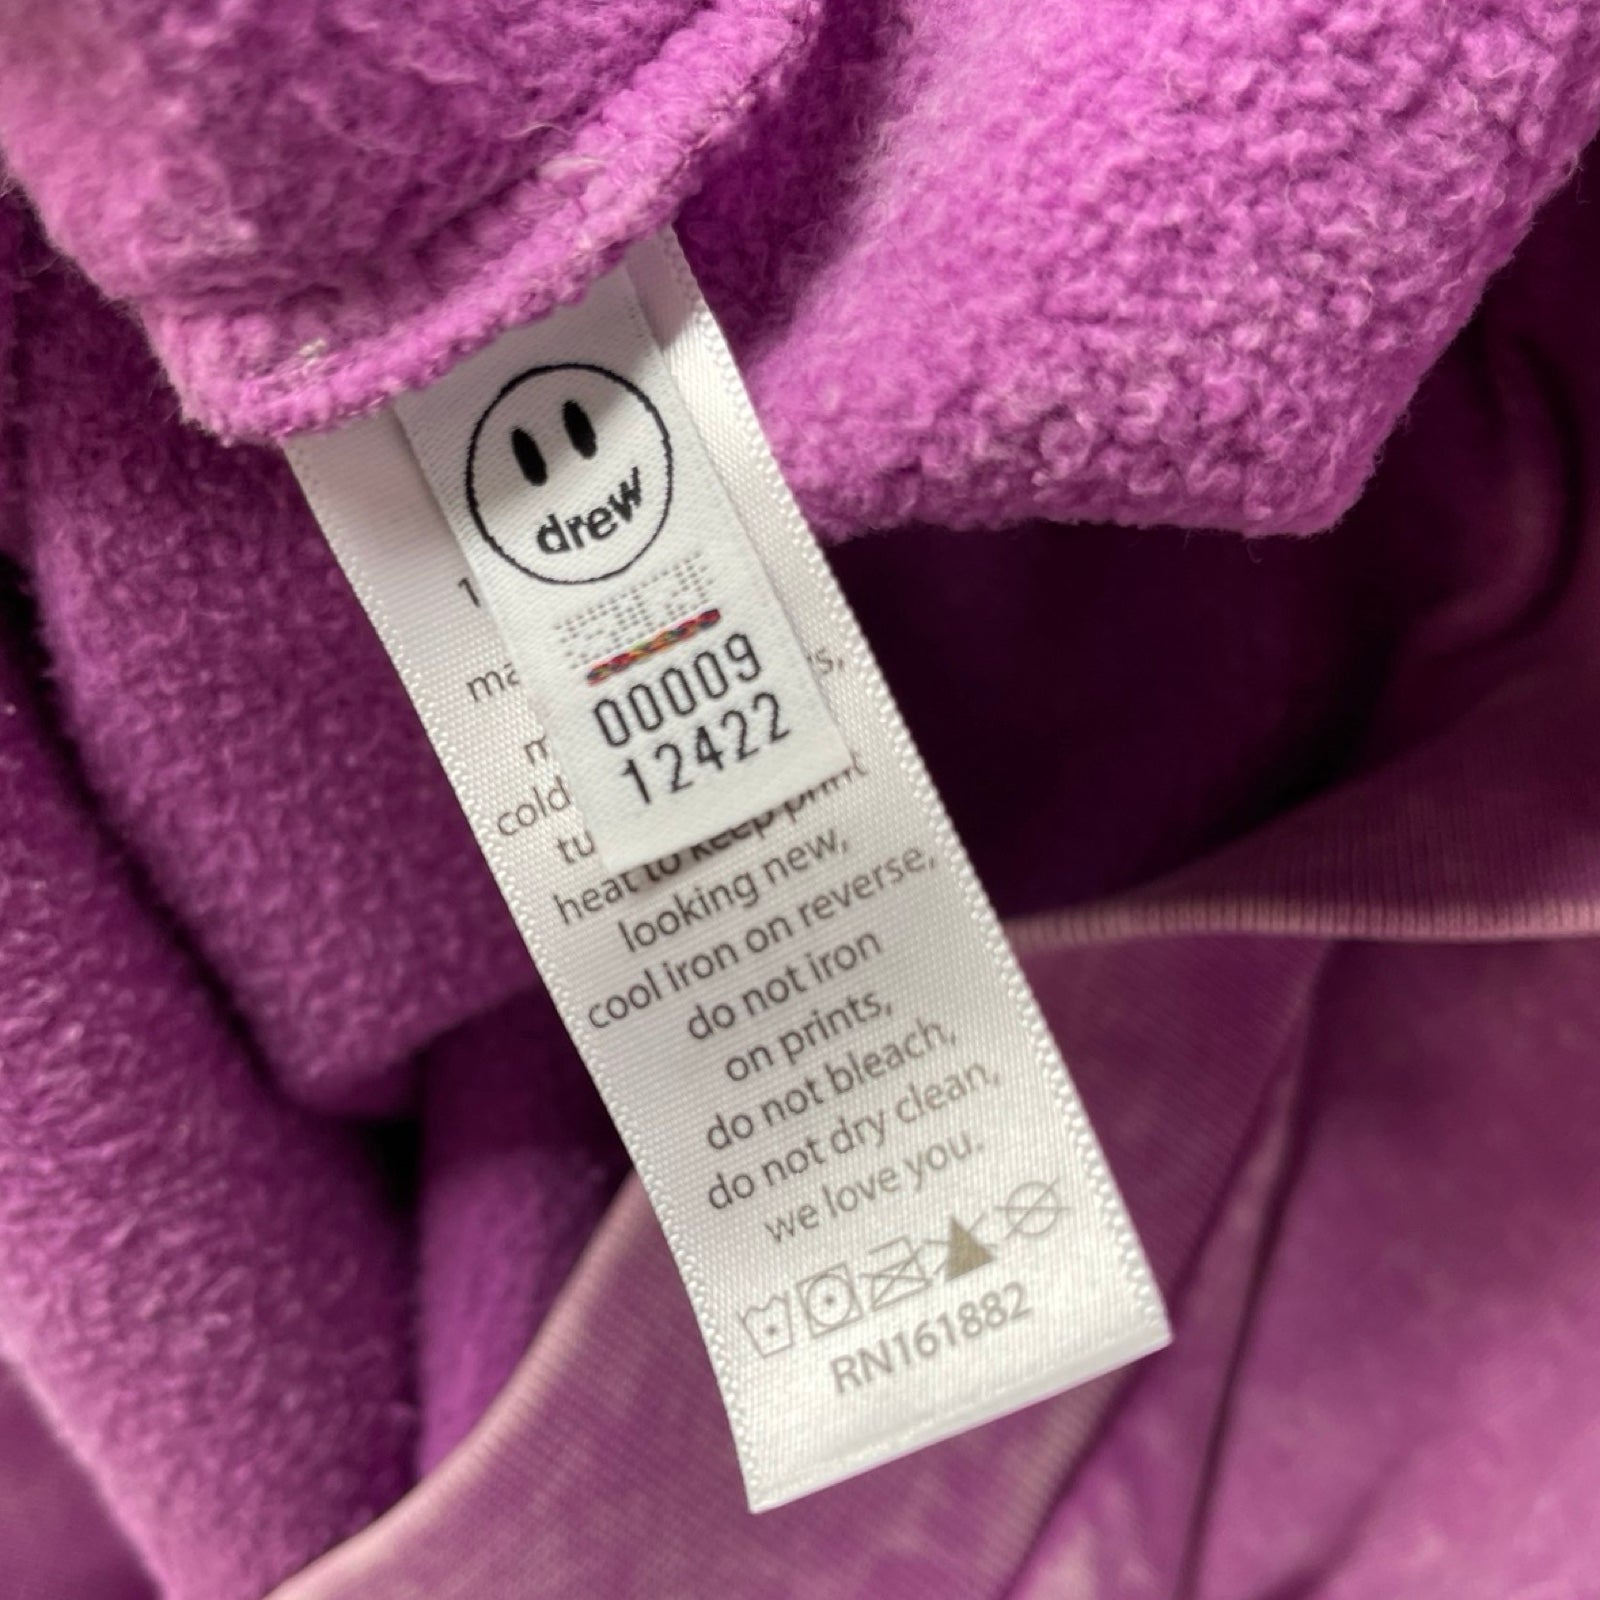 drew
00009
12422
cold
heat to keep print
looking new,
cool iron on reverse,
do not iron
on prints,
do not bleach,
do not dry clean,
we love you.
RN161882